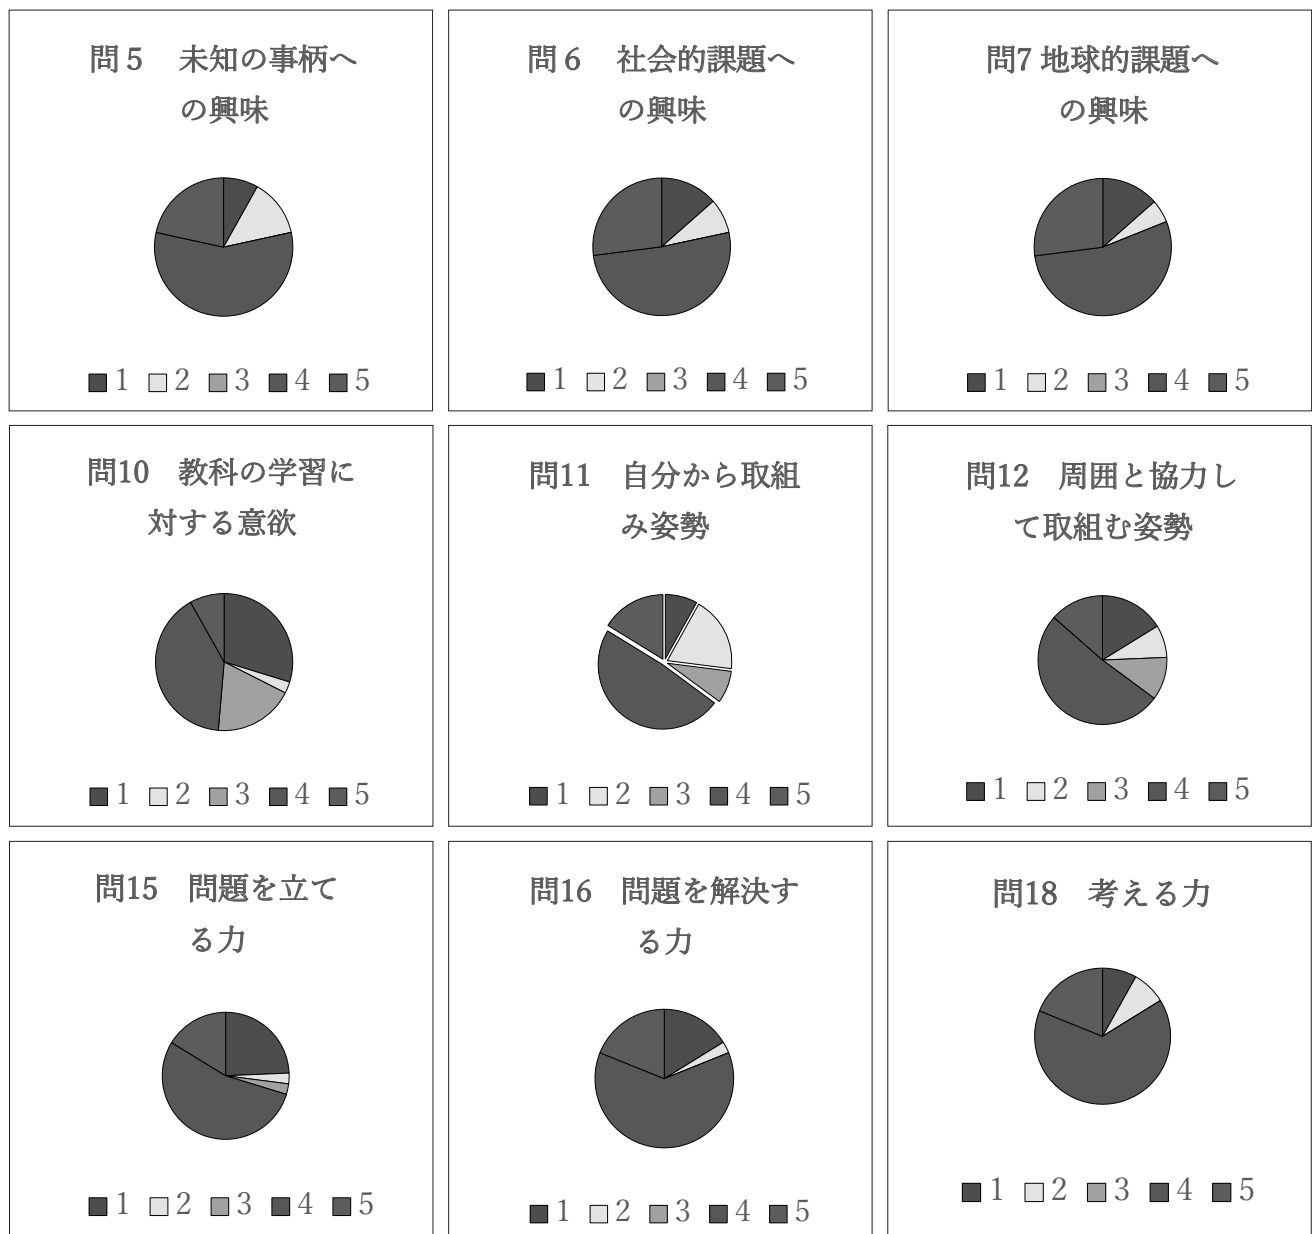 問５　未知の事柄へ
の興味
1 2 3 4 5
問６　社会的課題へ
の興味
1 2 3 4 5
問7 地球的課題へ
の興味
1 2 3 4 5
問10　教科の学習に
対する意欲
1 2 3 4 5
問11　自分から取組
み姿勢
1 2 3 4 5
問12　周囲と協力し
て取組む姿勢
1 2 3 4 5
問15　問題を立て
る力
1 2 3 4 5
問16　問題を解決す
る力
1 2 3 4 5
問18　考える力
1 2 3 4 5